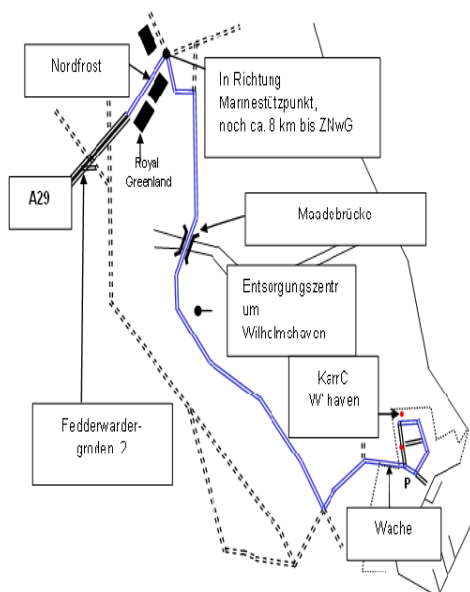 Nordfrost
In Richtung
Marinestützpunkt,
noch ca. 8 km bis ZNwG
Royal
Greenland
A29
Maadebrücke
Entsorgungszentr
um
Wilhelmshaven
KarrC
W'haven
Fedderwarder-
grnden 2
P
Wache